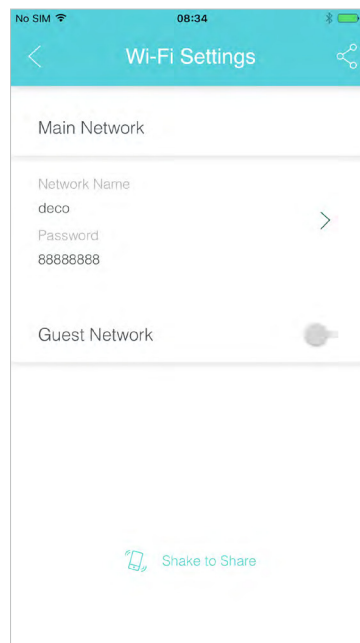 No SIM 08:34
Wi-Fi Settings
Main Network
Network Name
deco
Password
88888888
Guest Network
Shake to Share